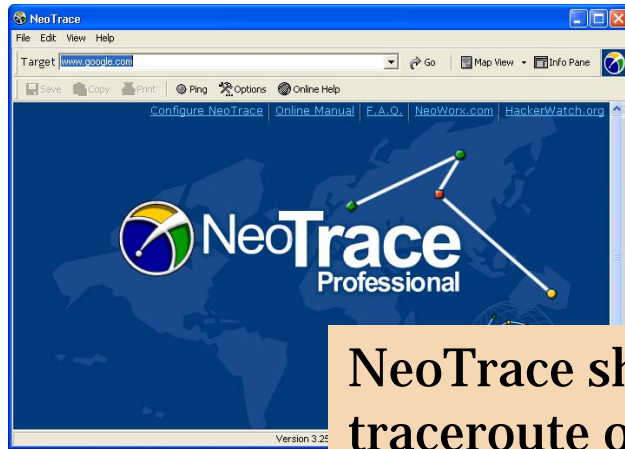 NeoTrace
File Edit View Help
Target www.google.com Go Map View Info Pane
Save Copy Print Ping Options Online Help
Configure NeoTrace Online Manual F.A.Q. NeoWorx.com HackerWatch.org
NeoTrace
Professional
Version 3.25
NeoTrace sh
traceroute o